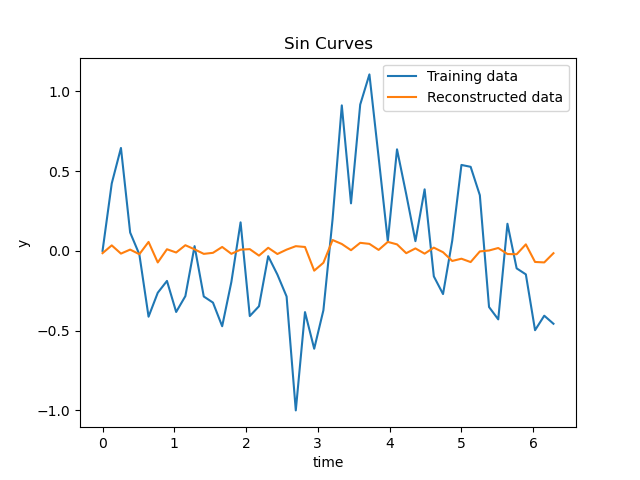 Sin Curves
Training data
Reconstructed data
1.0
0.5
0.0
−0.5
−1.0
y
0 1 2 3 4 5 6
time